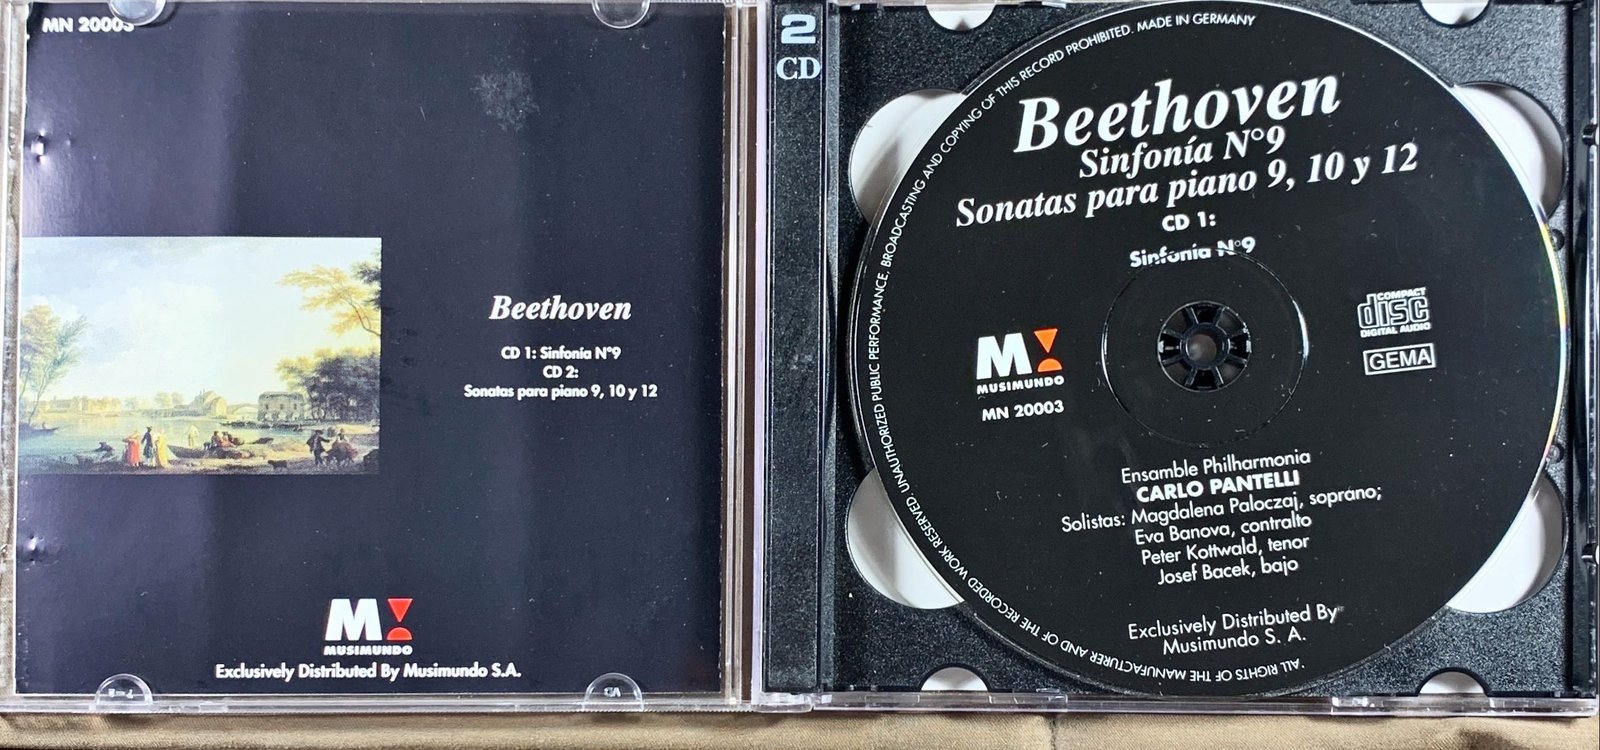 MN 20003
Beethoven
CD 1: Sinfonía N°9
CD 2:
Sonatas para piano 9, 10 y 12
M
MUSIMUNDO
Exclusively Distributed By Musimundo S.A.
2
CD
*ALL RIGHTS OF THE MANUFACTURER AND OF THE RECORDED WORK RESERVED. UNAUTHORIZED PUBLIC PERFORMANCE, BROADCASTING AND COPYING OF THIS RECORD PROHIBITED. MADE IN GERMANY
Beethoven
Sinfonía N°9
Sonatas para piano 9, 10 y 12
CD 1:
Sinfonía N°9
M
MUSIMUNDO
MN 20003
COMPACT
disc
DIGITAL AUDIO
GEMA
Ensamble Philharmonia
CARLO PANTELLI
Solistas: Magdalena Paloczaj, soprano;
Eva Banova, contralto
Peter Kottwald, tenor
Josef Bacek, bajo
Exclusively Distributed By
Musimundo S. A.